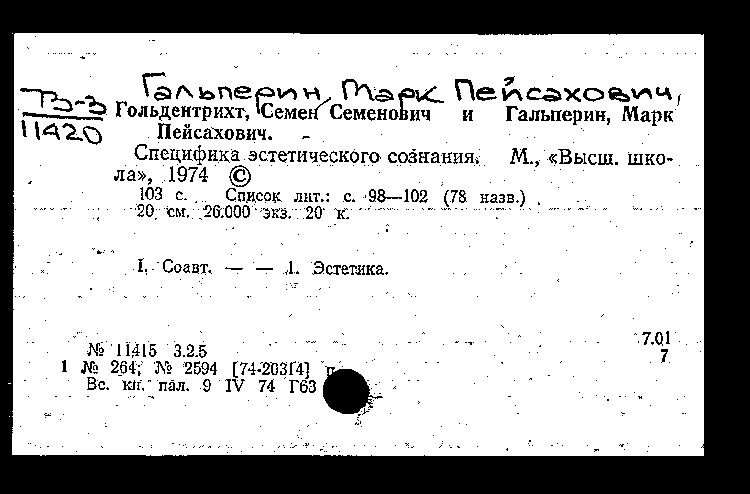 Гальперин, Марк Пейсахович,
Тз-3
11420
Гольдентрихт, Семен Семенович и Гальперин, Марк
Пейсахович.
Специфика эстетического сознания. М., «Высш. шко-
ла», 1974 ©
103 с. Список лит.: с. 98—102 (78 назв.)
20 см. 26.000 экз. 20 к.
I. Соавт. — — 1. Эстетика.
7.01
№ 11415 3.2.5
7
1 № 264; № 2594 [74-20314] п
Вс. кн. пал. 9 IV 74 Г63